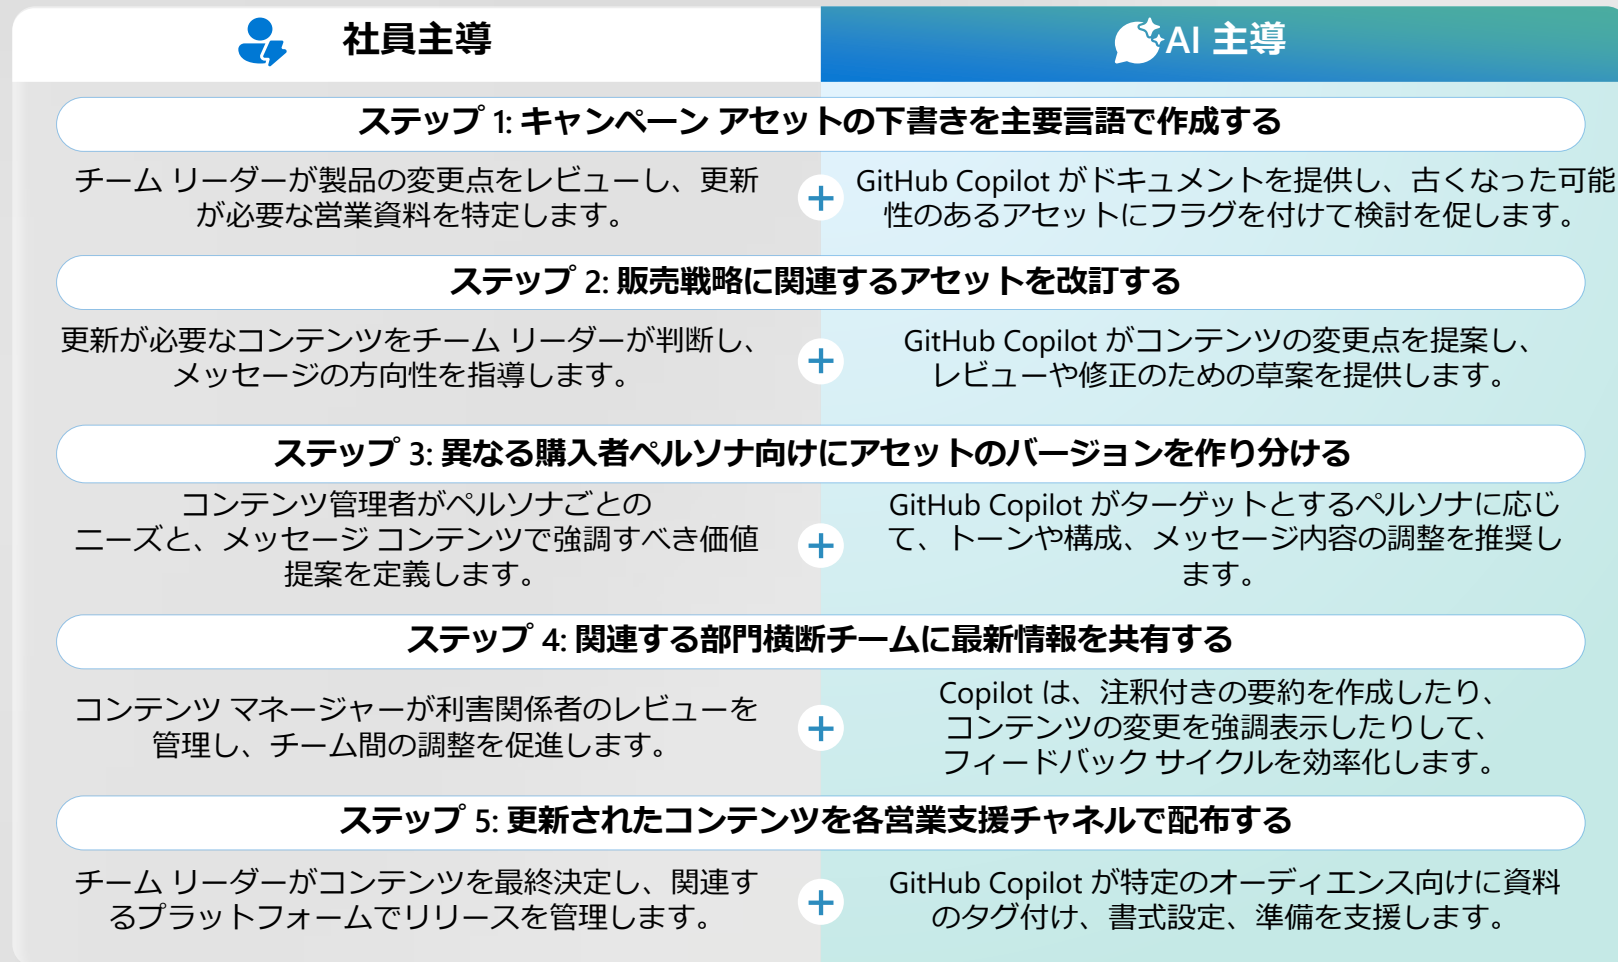 社員主導
AI 主導
ステップ 1: キャンペーン アセットの下書きを主要言語で作成する
チーム リーダーが製品の変更点をレビューし、更新
が必要な営業資料を特定します。
GitHub Copilot がドキュメントを提供し、古くなった可能
性のあるアセットにフラグを付けて検討を促します。
ステップ 2: 販売戦略に関連するアセットを改訂する
更新が必要なコンテンツをチーム リーダーが判断し、
メッセージの方向性を指導します。
GitHub Copilot がコンテンツの変更点を提案し、
レビューや修正のための草案を提供します。
ステップ 3: 異なる購入者ペルソナ向けにアセットのバージョンを作り分ける
コンテンツ管理者がペルソナごとの
ニーズと、メッセージ コンテンツで強調すべき価値
提案を定義します。
GitHub Copilot がターゲットとするペルソナに応じ
て、トーンや構成、メッセージ内容の調整を推奨し
ます。
ステップ 4: 関連する部門横断チームに最新情報を共有する
コンテンツ マネージャーが利害関係者のレビューを
管理し、チーム間の調整を促進します。
Copilot は、注釈付きの要約を作成したり、
コンテンツの変更を強調表示したりして、
フィードバック サイクルを効率化します。
ステップ 5: 更新されたコンテンツを各営業支援チャネルで配布する
チーム リーダーがコンテンツを最終決定し、関連す
るプラットフォームでリリースを管理します。
GitHub Copilot が特定のオーディエンス向けに資料
のタグ付け、書式設定、準備を支援します。